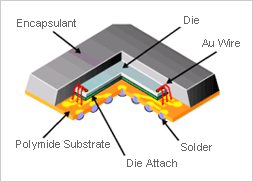 Encapsulant
Die
Au Wire
Polymide Substrate
Solder
Die Attach